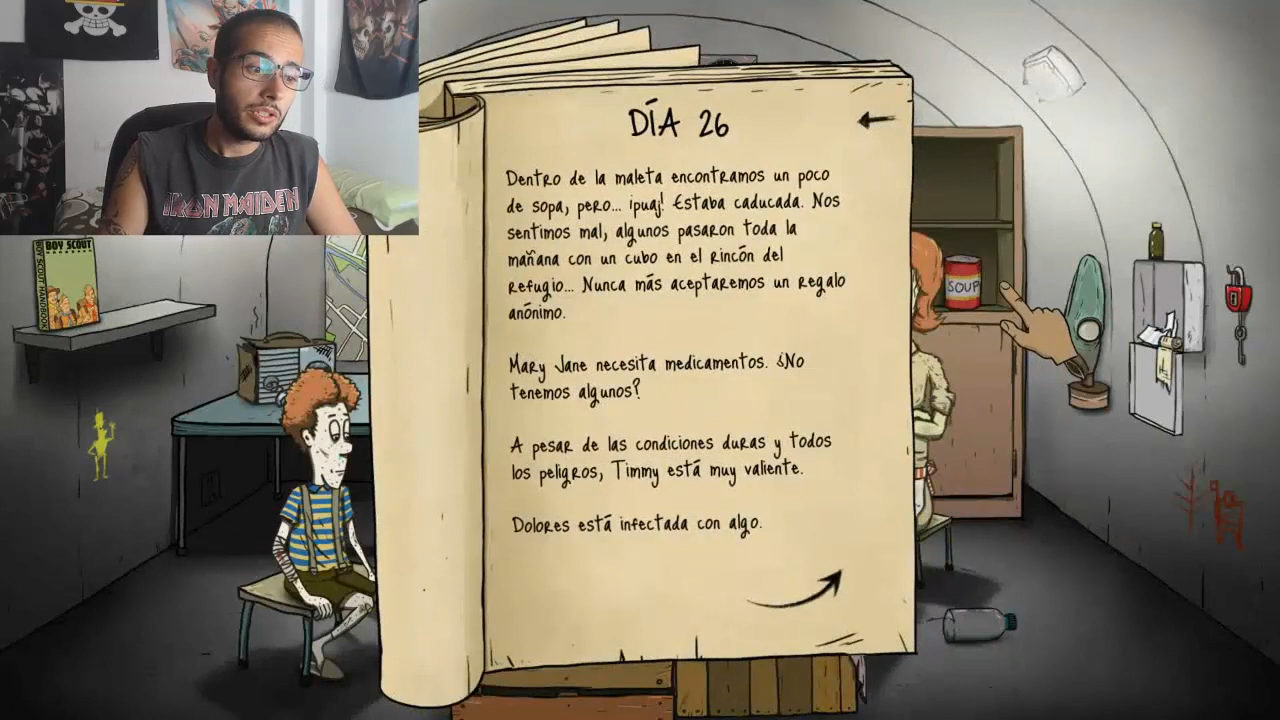 IRON MAIDEN
BOY SCOUT
BOY SCOUT HANDBOOK
DÍA 26
Dentro de la maleta encontramos un poco
de sopa, pero... ¡puaj! Estaba caducada. Nos
sentimos mal, algunos pasaron toda la
mañana con un cubo en el rincón del
refugio... Nunca más aceptaremos un regalo
anónimo.
Mary Jane necesita medicamentos. ¿No
tenemos algunos?
A pesar de las condiciones duras y todos
los peligros, Timmy está muy valiente.
Dolores está infectada con algo.
SOUP